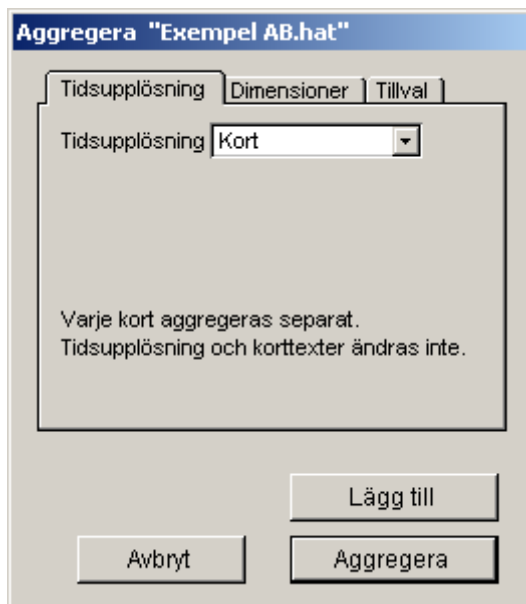 Aggregera "Exempel AB.hat"
Tidsupplösning Dimensioner Tillval
Tidsupplösning Kort
Varje kort aggregeras separat.
Tidsupplösning och korttexter ändras inte.
Lägg till
Avbryt Aggregera